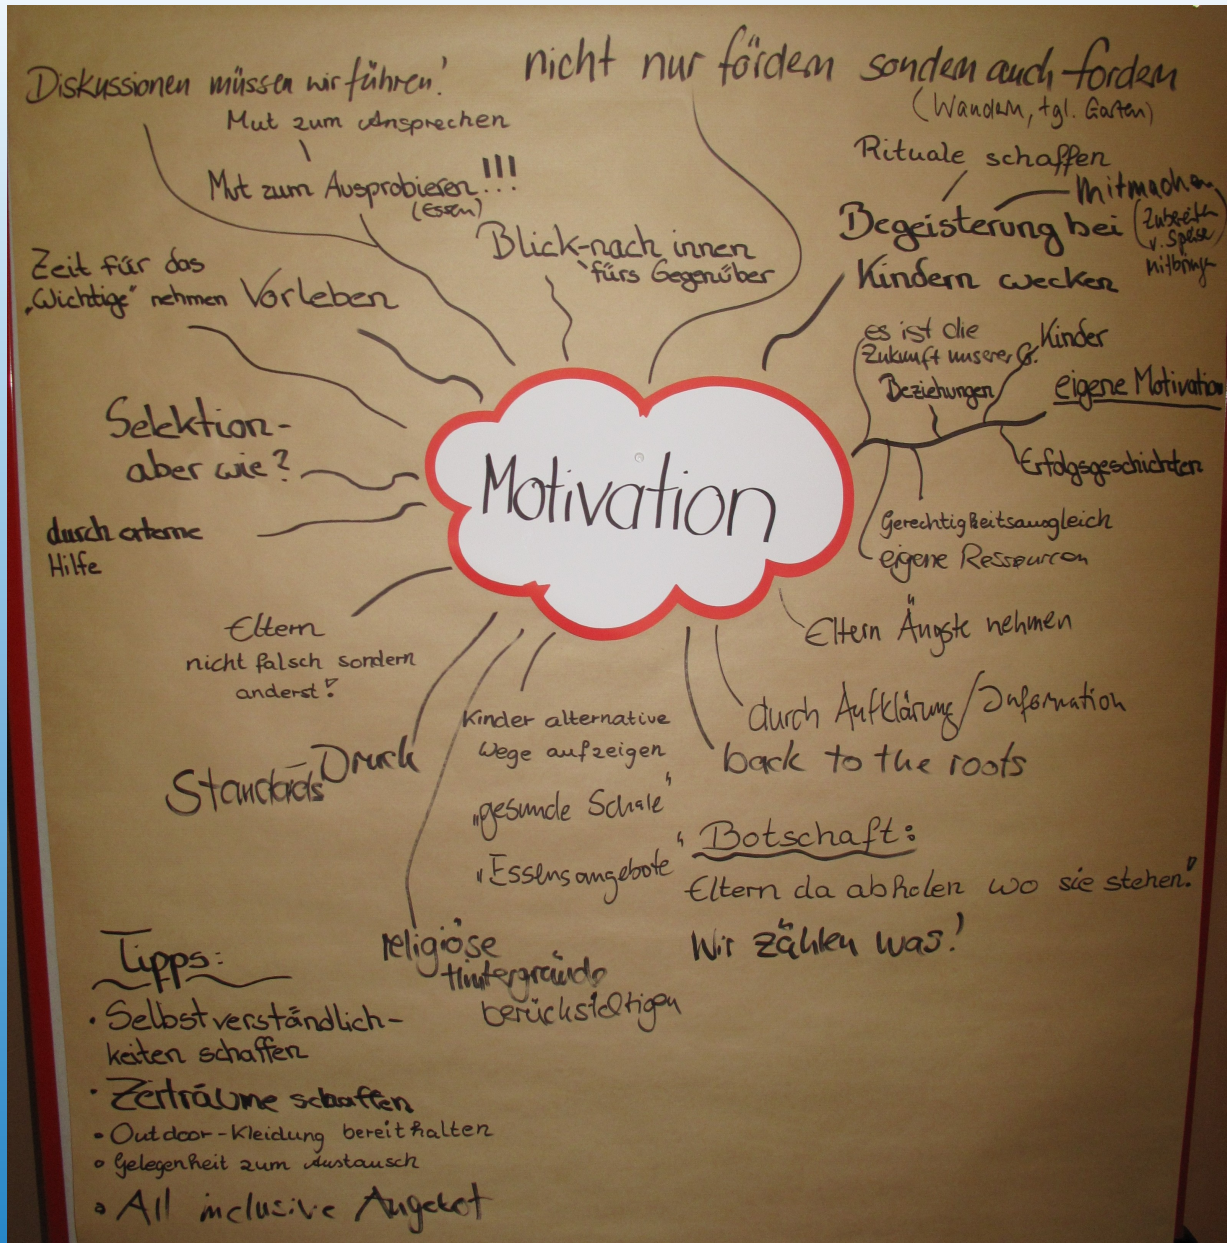 Diskussionen müssen wir führen!
nicht nur fördern sondern auch fordern
(Wandern, tgl. Garten)
Mut zum Ansprechen
Mut zum Ausprobieren!!!
(Essen)
Blick nach innen
fürs Gegenüber
Rituale schaffen
mitmachen
(Zubereiten
v. Speise
mitbringen
Begeisterung bei
Kindern wecken
Zeit für das
„Wichtige" nehmen
Vorleben
es ist die
Zukunft unserer G.
Kinder
Beziehungen
eigene Motivation
Erfolgsgeschichten
Gerechtigkeitsausgleich
eigene Ressourcen
Selektion-
aber wie?
Motivation
durch externe
Hilfe
Eltern
nicht falsch sondern
anderst!
Eltern Ängste nehmen
durch Aufklärung/Information
back to the roots
Druck
Standards
Kinder alternative
Wege aufzeigen
„gesunde Schale"
„Essensangebote"
Botschaft:
Eltern da abholen wo sie stehen!
Wir zählen was!
religiöse
Hintergründe
berücksichtigen
Tipps:
• Selbstverständlich-
keiten schaffen
• Zeiträume schaffen
• Outdoor-Kleidung bereithalten
• Gelegenheit zum Austausch
• All inclusive Angebot